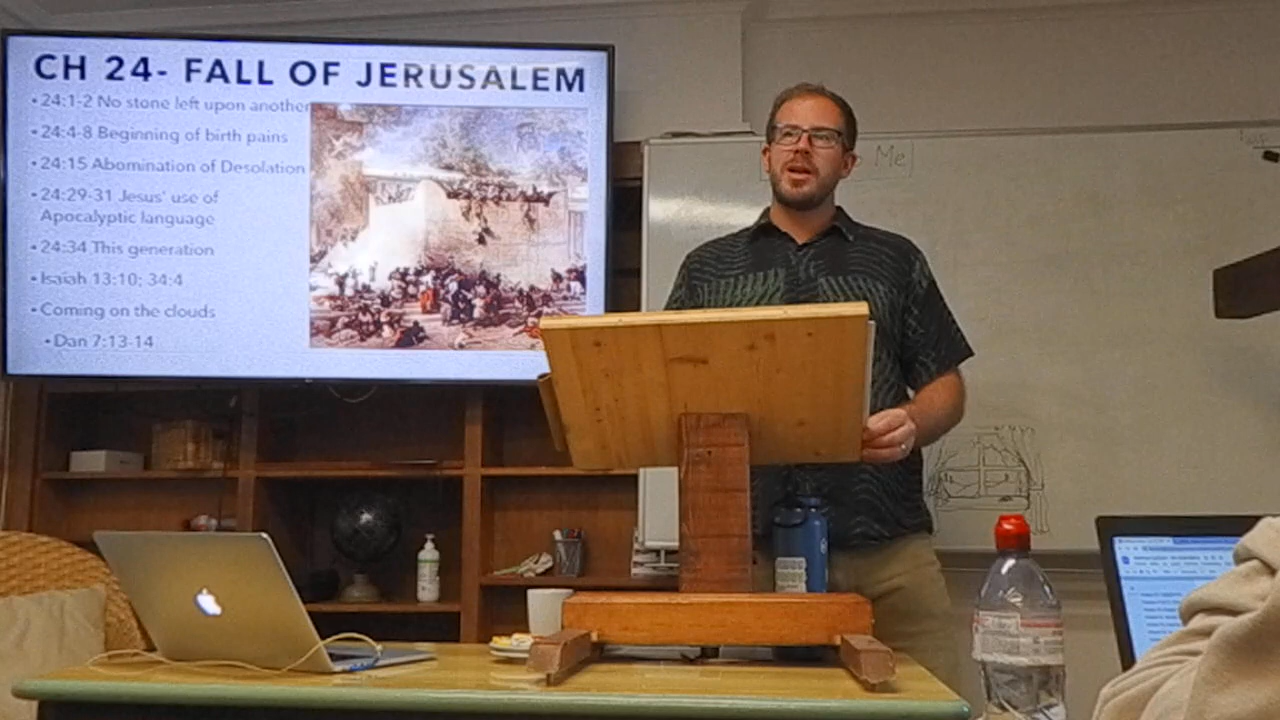 CH 24- FALL OF JERUSALEM
• 24:1-2 No stone left upon another
• 24:4-8 Beginning of birth pains
• 24:15 Abomination of Desolation
• 24:29-31 Jesus' use of
Apocalyptic language
• 24:34 This generation
• Isaiah 13:10; 34:4
• Coming on the clouds
• Dan 7:13-14
Me